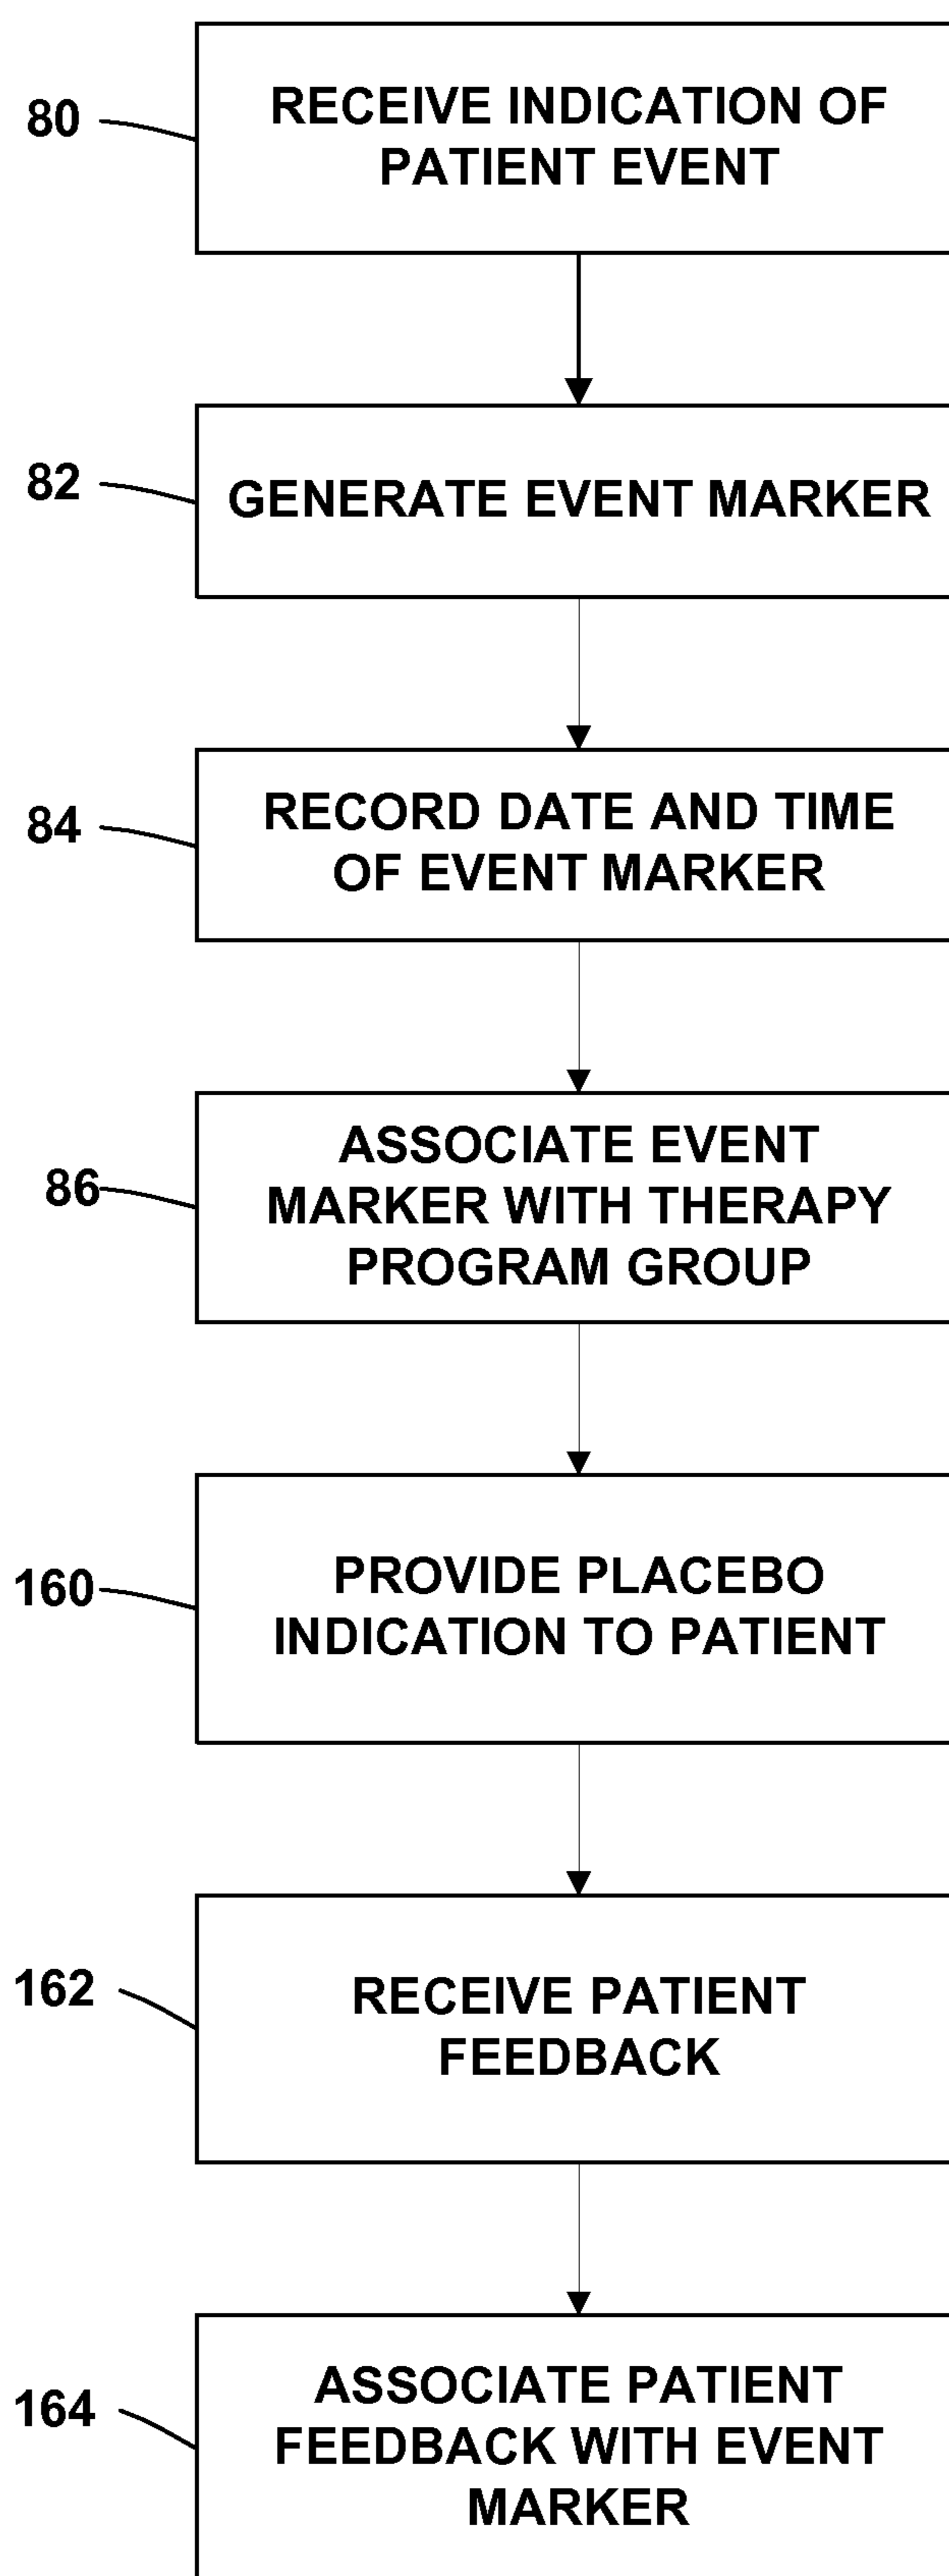 80
RECEIVE INDICATION OF
PATIENT EVENT
82
GENERATE EVENT MARKER
84
RECORD DATE AND TIME
OF EVENT MARKER
86
ASSOCIATE EVENT
MARKER WITH THERAPY
PROGRAM GROUP
160
PROVIDE PLACEBO
INDICATION TO PATIENT
162
RECEIVE PATIENT
FEEDBACK
164
ASSOCIATE PATIENT
FEEDBACK WITH EVENT
MARKER